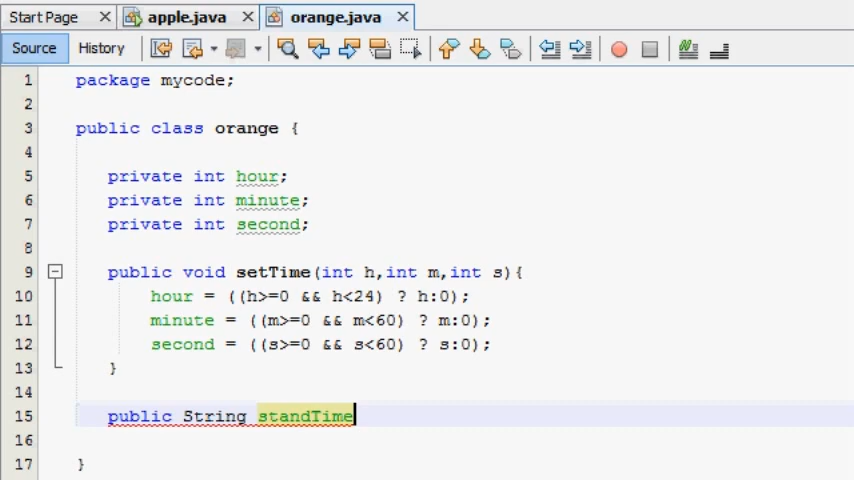 Start Page apple.java orange.java
Source History
1 package mycode;
2
3 public class orange {
4
5 private int hour;
6 private int minute;
7 private int second;
8
9 public void setTime(int h,int m,int s){
10 hour = ((h>=0 && h<24) ? h:0);
11 minute = ((m>=0 && m<60) ? m:0);
12 second = ((s>=0 && s<60) ? s:0);
13 }
14
15 public String standTime
16
17 }